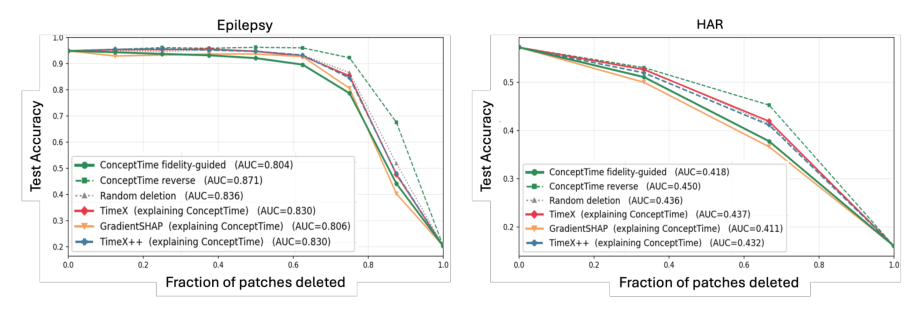 Epilepsy
Test Accuracy
1.0
0.9
0.8
0.7
0.6
0.5
0.4
0.3
0.2
ConceptTime fidelity-guided (AUC=0.804)
ConceptTime reverse (AUC=0.871)
Random deletion (AUC=0.836)
TimeX (explaining ConceptTime) (AUC=0.830)
GradientSHAP (explaining ConceptTime) (AUC=0.806)
TimeX++ (explaining ConceptTime) (AUC=0.830)
0.0 0.2 0.4 0.6 0.8 1.0
Fraction of patches deleted
HAR
Test Accuracy
0.5
0.4
0.3
0.2
ConceptTime fidelity-guided (AUC=0.418)
ConceptTime reverse (AUC=0.450)
Random deletion (AUC=0.436)
TimeX (explaining ConceptTime) (AUC=0.437)
GradientSHAP (explaining ConceptTime) (AUC=0.411)
TimeX++ (explaining ConceptTime) (AUC=0.432)
0.0 0.2 0.4 0.6 0.8 1.0
Fraction of patches deleted